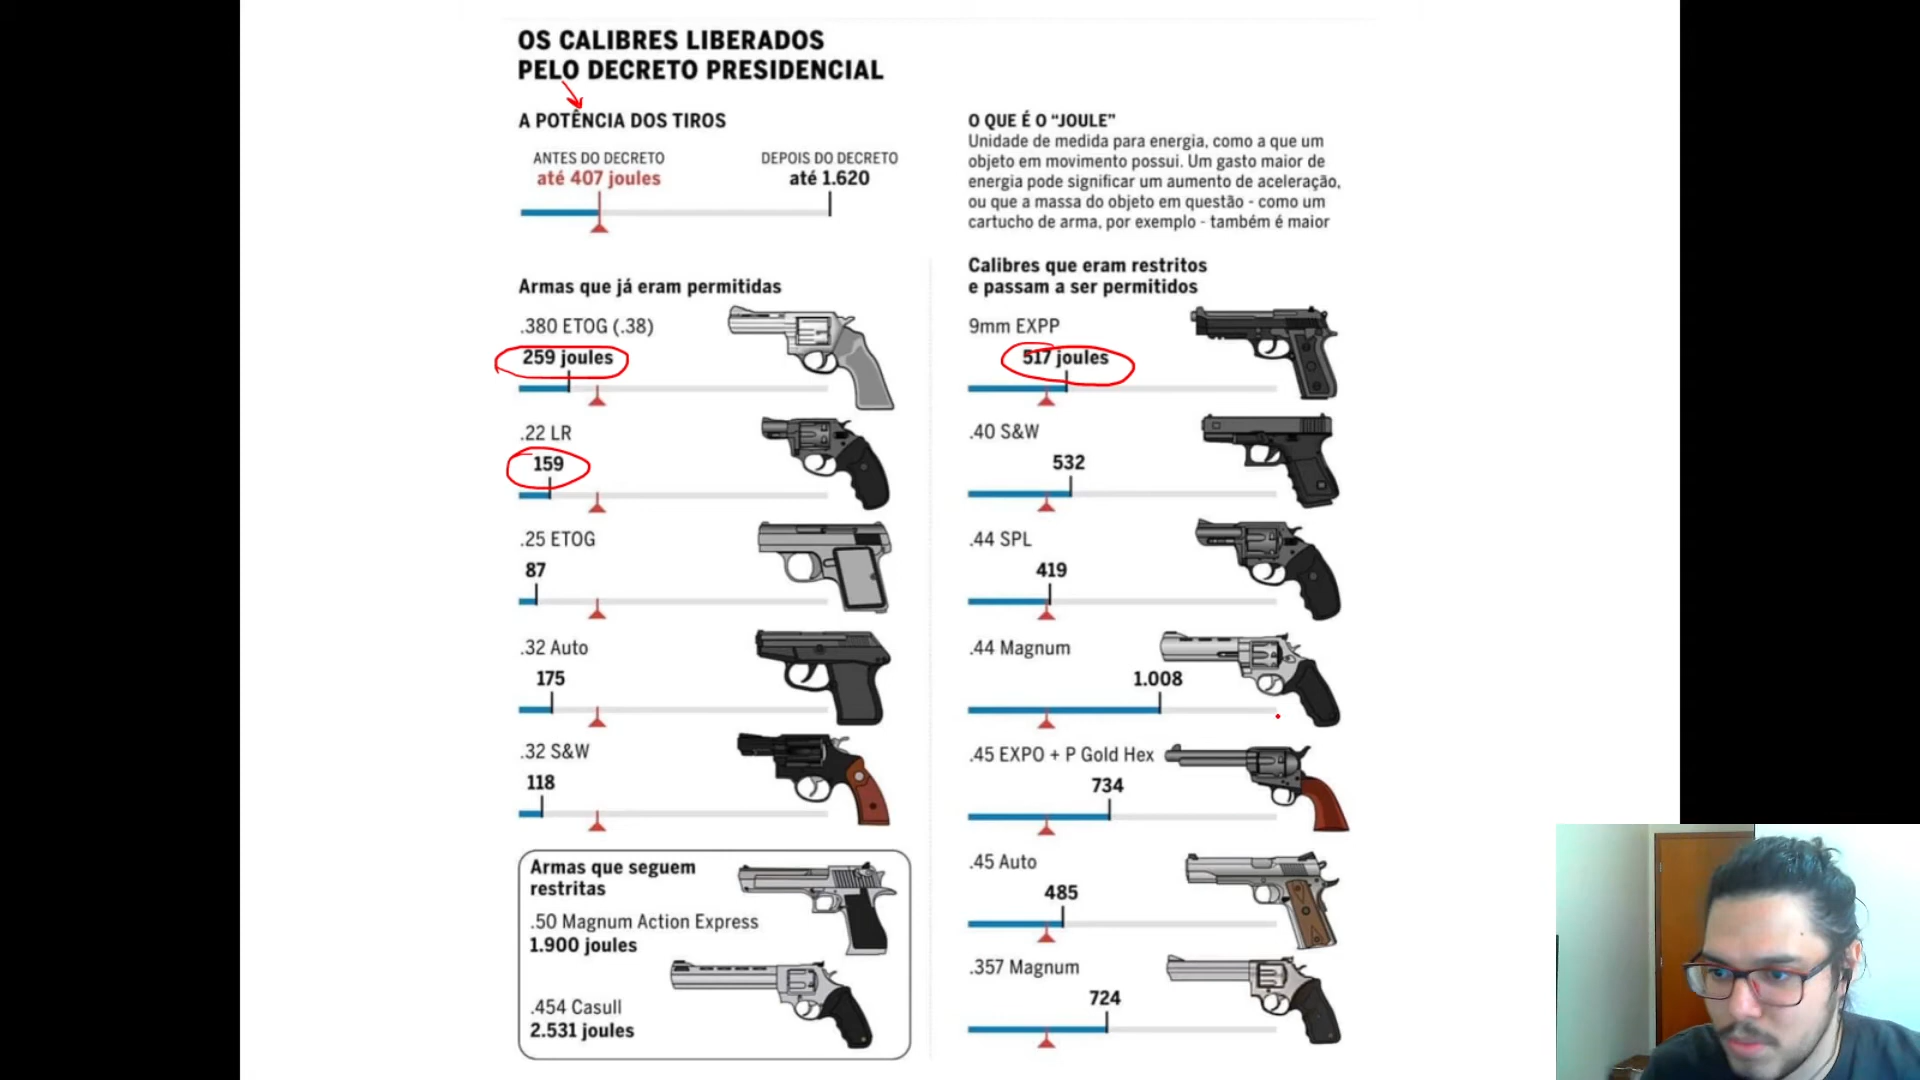 OS CALIBRES LIBERADOS
PELO DECRETO PRESIDENCIAL
A POTÊNCIA DOS TIROS
ANTES DO DECRETO
até 407 joules
DEPOIS DO DECRETO
até 1.620
O QUE É O “JOULE”
Unidade de medida para energia, como a que um
objeto em movimento possui. Um gasto maior de
energia pode significar um aumento de aceleração,
ou que a massa do objeto em questão - como um
cartucho de arma, por exemplo - também é maior
Armas que já eram permitidas
.380 ETOG (.38)
259 joules
.22 LR
159
.25 ETOG
87
.32 Auto
175
.32 S&W
118
Armas que seguem
restritas
.50 Magnum Action Express
1.900 joules
.454 Casull
2.531 joules
Calibres que eram restritos
e passam a ser permitidos
9mm EXPP
517 joules
.40 S&W
532
.44 SPL
419
.44 Magnum
1.008
.45 EXPO + P Gold Hex
734
.45 Auto
485
.357 Magnum
724